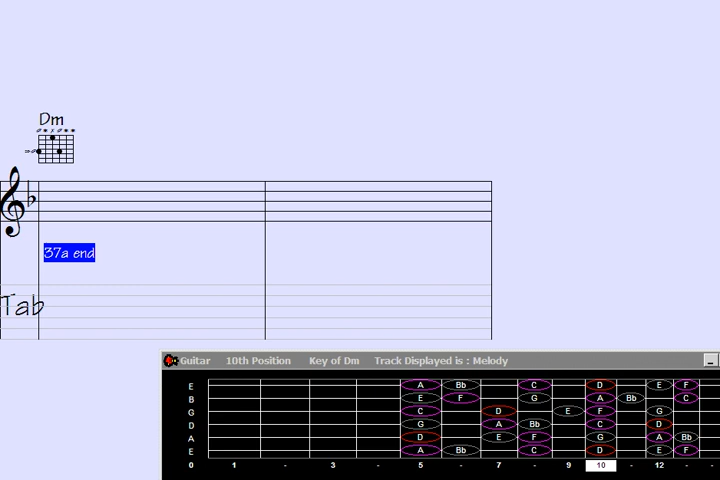 Dm
37a end
Tab
Guitar 10th Position Key of Dm Track Displayed is : Melody
E A Bb C D E F
B E F G A Bb C
G C D E F G
D G A Bb C D
A D E F G A Bb
E A Bb C D E F
0 1 - 3 - 5 - 7 - 9 10 - 12 - -